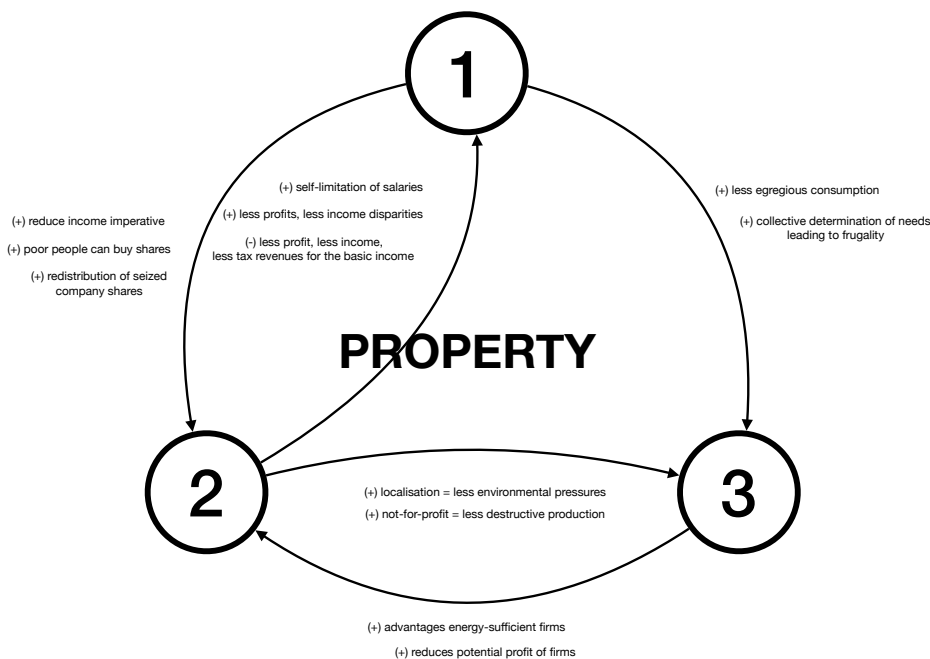 1
(+) self-limitation of salaries
(+) less profits, less income disparities
(-) less profit, less income,
less tax revenues for the basic income
(+) reduce income imperative
(+) poor people can buy shares
(+) redistribution of seized
company shares
(+) less egregious consumption
(+) collective determination of needs
leading to frugality
PROPERTY
2
3
(+) localisation = less environmental pressures
(+) not-for-profit = less destructive production
(+) advantages energy-sufficient firms
(+) reduces potential profit of firms